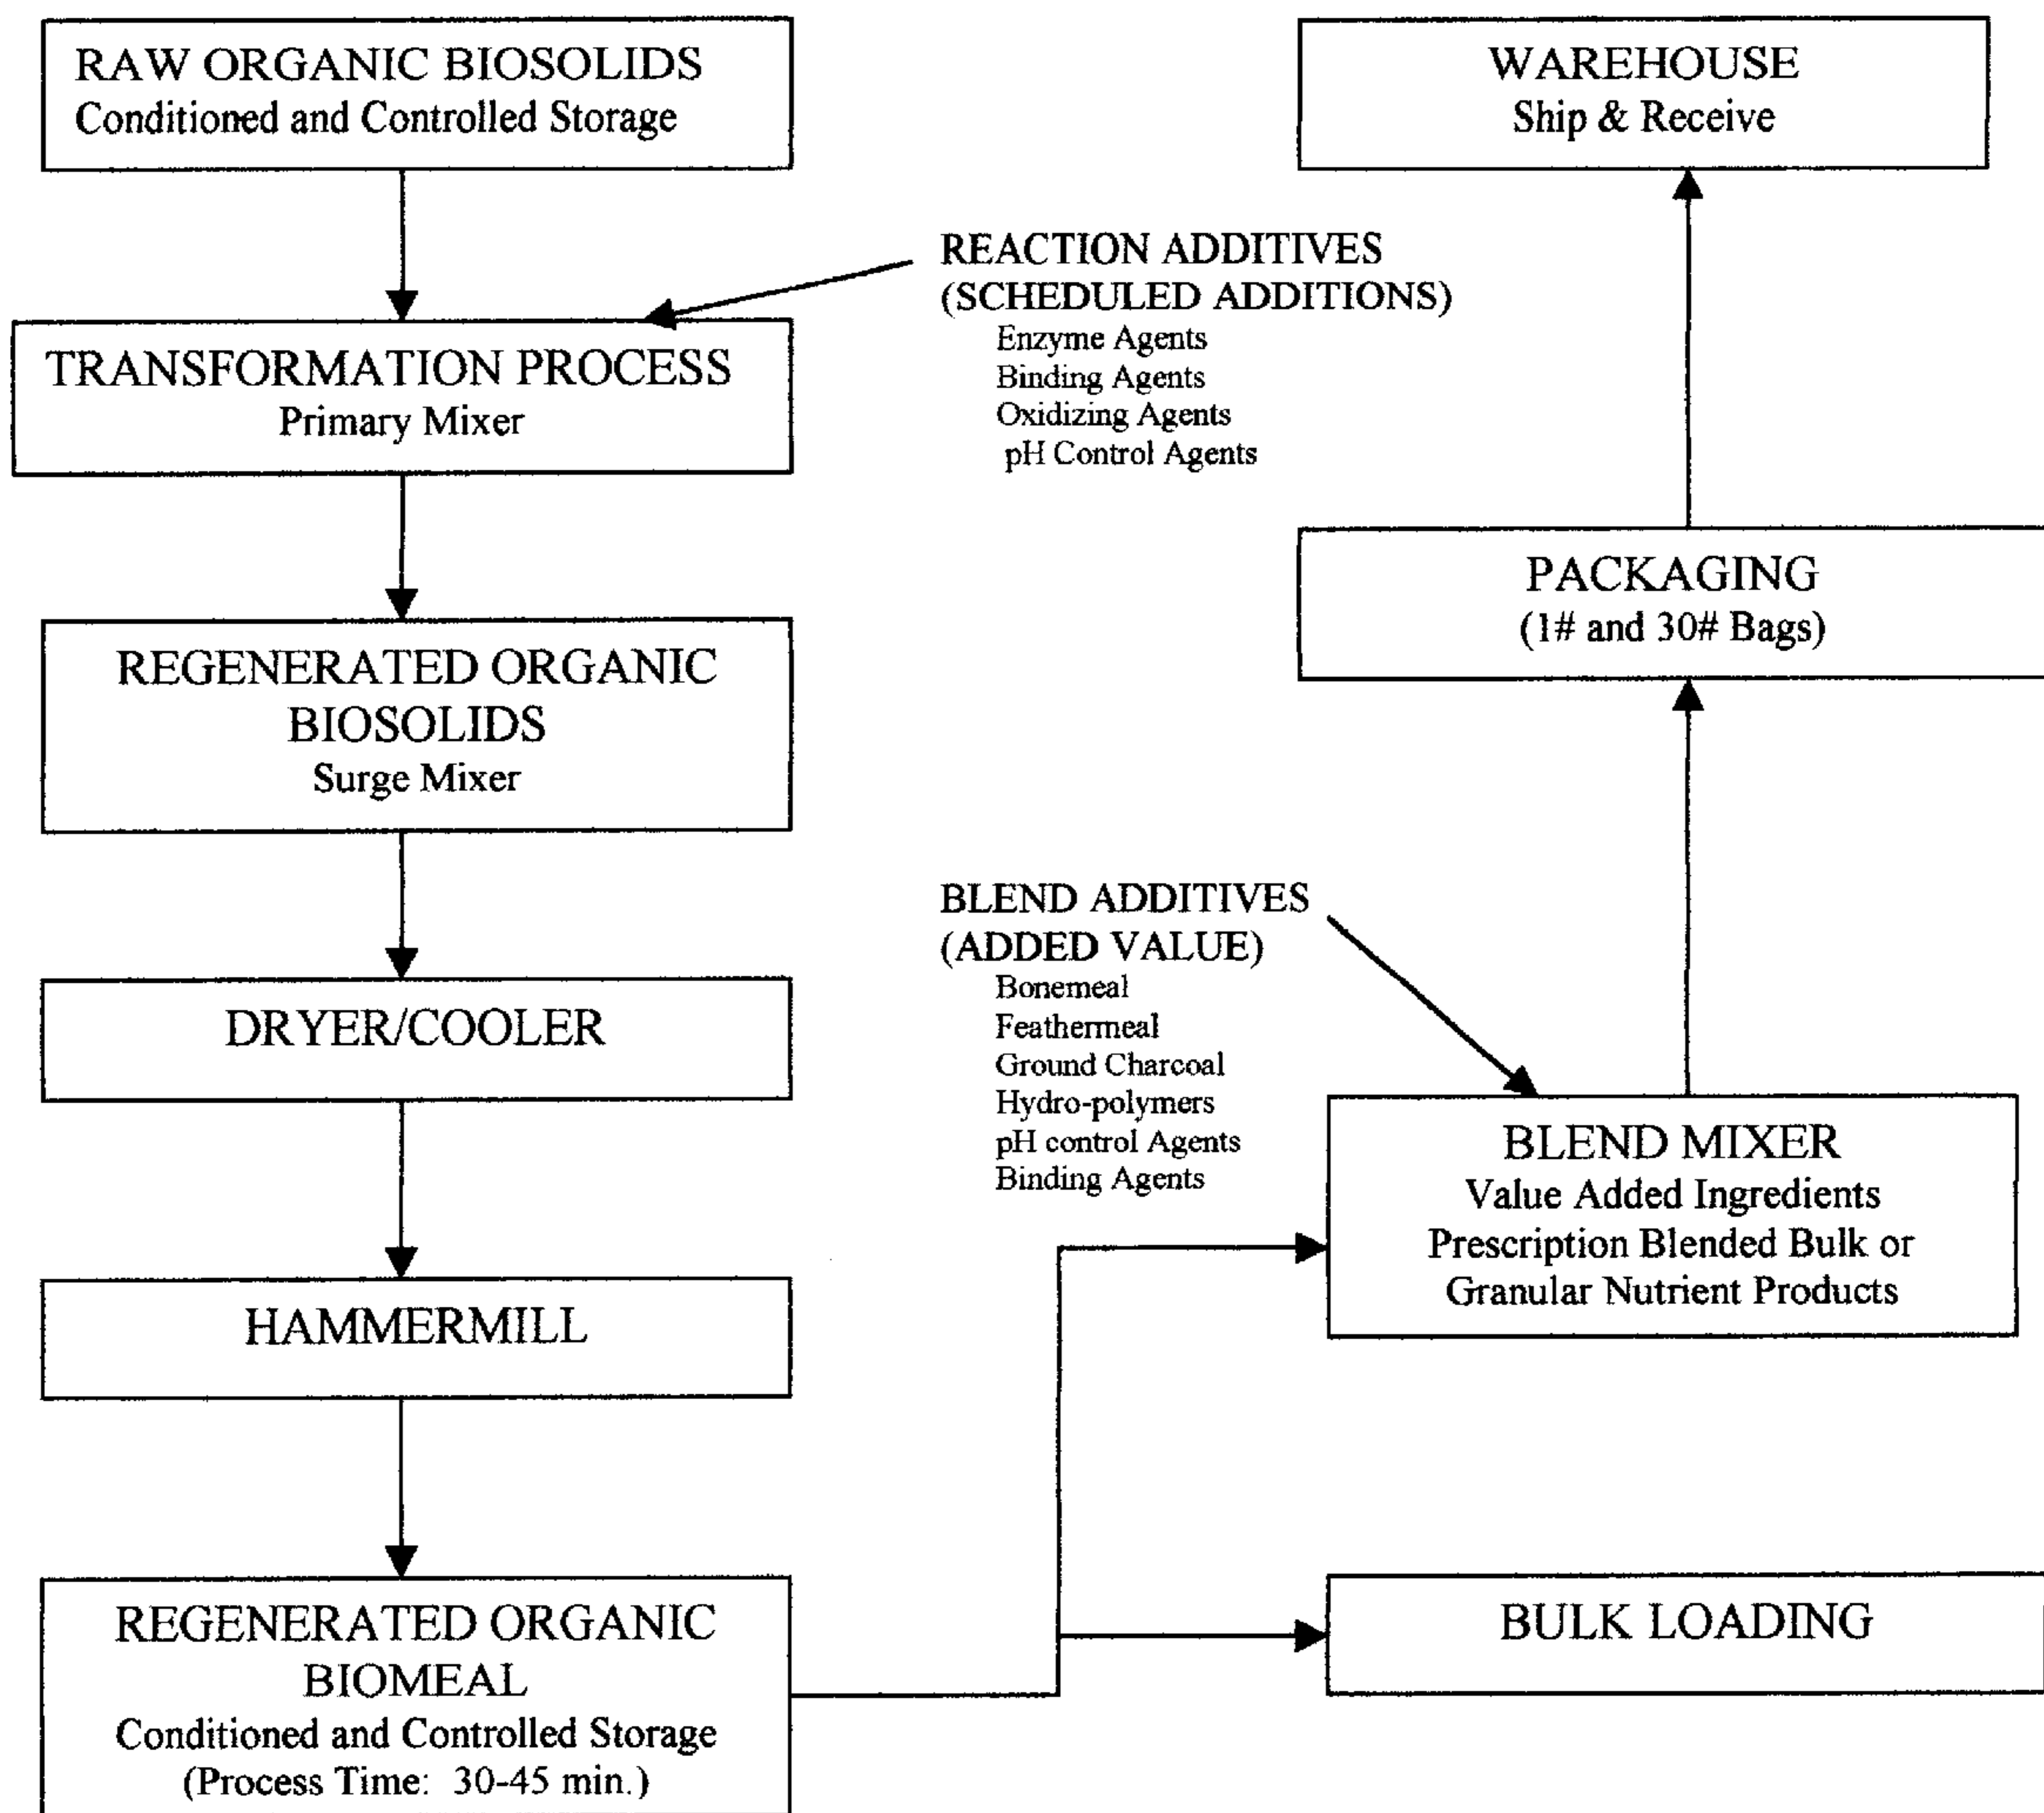 RAW ORGANIC BIOSOLIDS
Conditioned and Controlled Storage
TRANSFORMATION PROCESS
Primary Mixer
REGENERATED ORGANIC
BIOSOLIDS
Surge Mixer
DRYER/COOLER
HAMMERMILL
REGENERATED ORGANIC
BIOMEAL
Conditioned and Controlled Storage
(Process Time: 30-45 min.)
REACTION ADDITIVES
(SCHEDULED ADDITIONS)
Enzyme Agents
Binding Agents
Oxidizing Agents
pH Control Agents
BLEND ADDITIVES
(ADDED VALUE)
Bonemeal
Feathermeal
Ground Charcoal
Hydro-polymers
pH control Agents
Binding Agents
WAREHOUSE
Ship & Receive
PACKAGING
(1# and 30# Bags)
BLEND MIXER
Value Added Ingredients
Prescription Blended Bulk or
Granular Nutrient Products
BULK LOADING